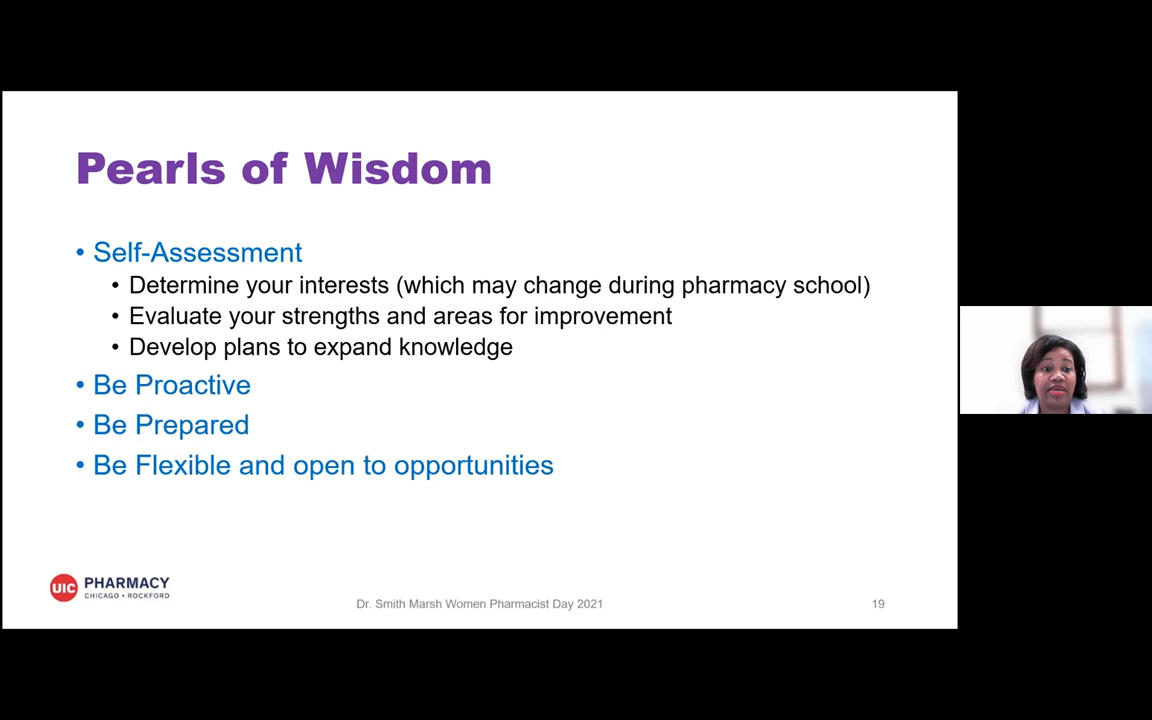 Pearls of Wisdom
• Self-Assessment
• Determine your interests (which may change during pharmacy school)
• Evaluate your strengths and areas for improvement
• Develop plans to expand knowledge
• Be Proactive
• Be Prepared
• Be Flexible and open to opportunities
UIC PHARMACY
CHICAGO • ROCKFORD
Dr. Smith Marsh Women Pharmacist Day 2021
19